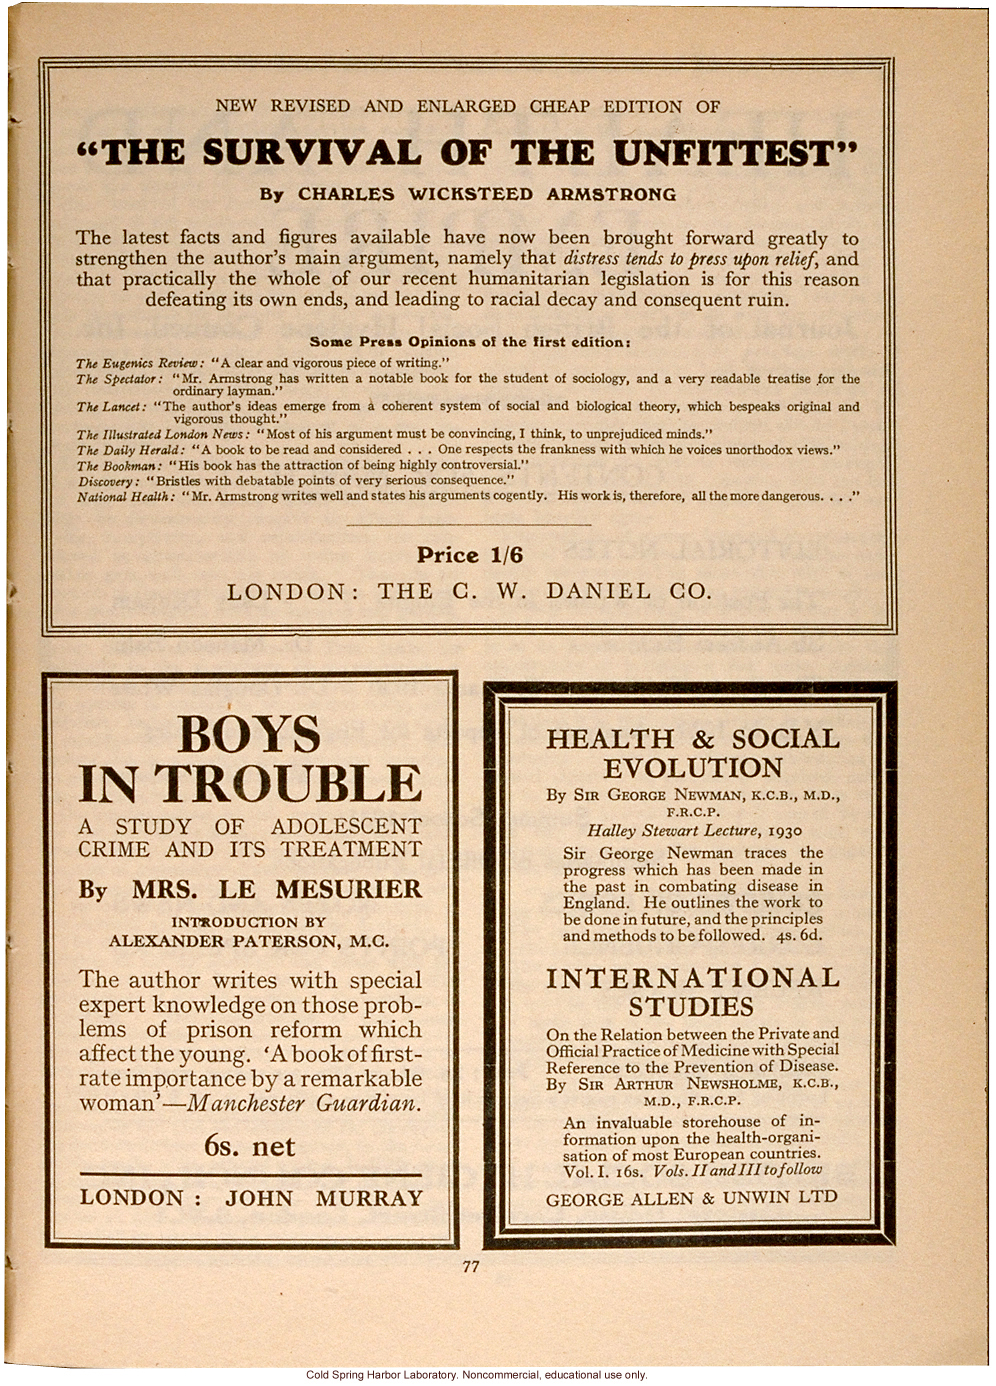 NEW REVISED AND ENLARGED CHEAP EDITION OF
“THE SURVIVAL OF THE UNFITTEST”
By CHARLES WICKSTEED ARMSTRONG
The latest facts and figures available have now been brought forward greatly to
strengthen the author's main argument, namely that distress tends to press upon relief, and
that practically the whole of our recent humanitarian legislation is for this reason
defeating its own ends, and leading to racial decay and consequent ruin.
Some Press Opinions of the first edition:
The Eugenics Review: “A clear and vigorous piece of writing.”
The Spectator: “Mr. Armstrong has written a notable book for the student of sociology, and a very readable treatise for the
ordinary layman.”
The Lancet: “The author's ideas emerge from a coherent system of social and biological theory, which bespeaks original and
vigorous thought.”
The Illustrated London News: “Most of his argument must be convincing, I think, to unprejudiced minds.”
The Daily Herald: “A book to be read and considered . . . One respects the frankness with which he voices unorthodox views.”
The Bookman: “His book has the attraction of being highly controversial.”
Discovery: “Bristles with debatable points of very serious consequence.”
National Health: “Mr. Armstrong writes well and states his arguments cogently. His work is, therefore, all the more dangerous. . . .”
Price 1/6
LONDON: THE C. W. DANIEL CO.
BOYS
IN TROUBLE
A STUDY OF ADOLESCENT
CRIME AND ITS TREATMENT
By MRS. LE MESURIER
INTRODUCTION BY
ALEXANDER PATERSON, M.C.
The author writes with special
expert knowledge on those prob-
lems of prison reform which
affect the young. ‘A book of first-
rate importance by a remarkable
woman’—Manchester Guardian.
6s. net
LONDON: JOHN MURRAY
HEALTH & SOCIAL
EVOLUTION
By SIR GEORGE NEWMAN, K.C.B., M.D.,
F.R.C.P.
Halley Stewart Lecture, 1930
Sir George Newman traces the
progress which has been made in
the past in combating disease in
England. He outlines the work to
be done in future, and the principles
and methods to be followed. 4s. 6d.
INTERNATIONAL
STUDIES
On the Relation between the Private and
Official Practice of Medicine with Special
Reference to the Prevention of Disease.
By SIR ARTHUR NEWSHOLME, K.C.B.,
M.D., F.R.C.P.
An invaluable storehouse of in-
formation upon the health-organi-
sation of most European countries.
Vol. I. 16s. Vols. II and III to follow
GEORGE ALLEN & UNWIN LTD
77
Cold Spring Harbor Laboratory. Noncommercial, educational use only.